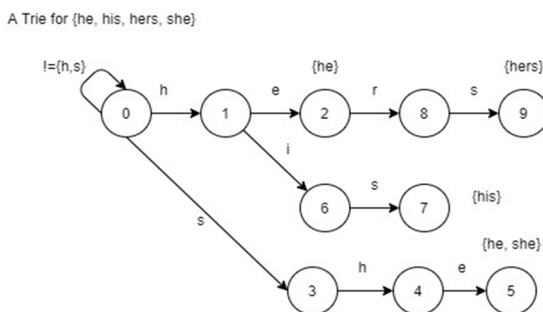 A Trie for {he, his, hers, she}
!={h,s}
{he}
{hers}
h
e
r
s
0
1
2
8
9
i
s
6
7
{his}
s
{he, she}
h
e
3
4
5